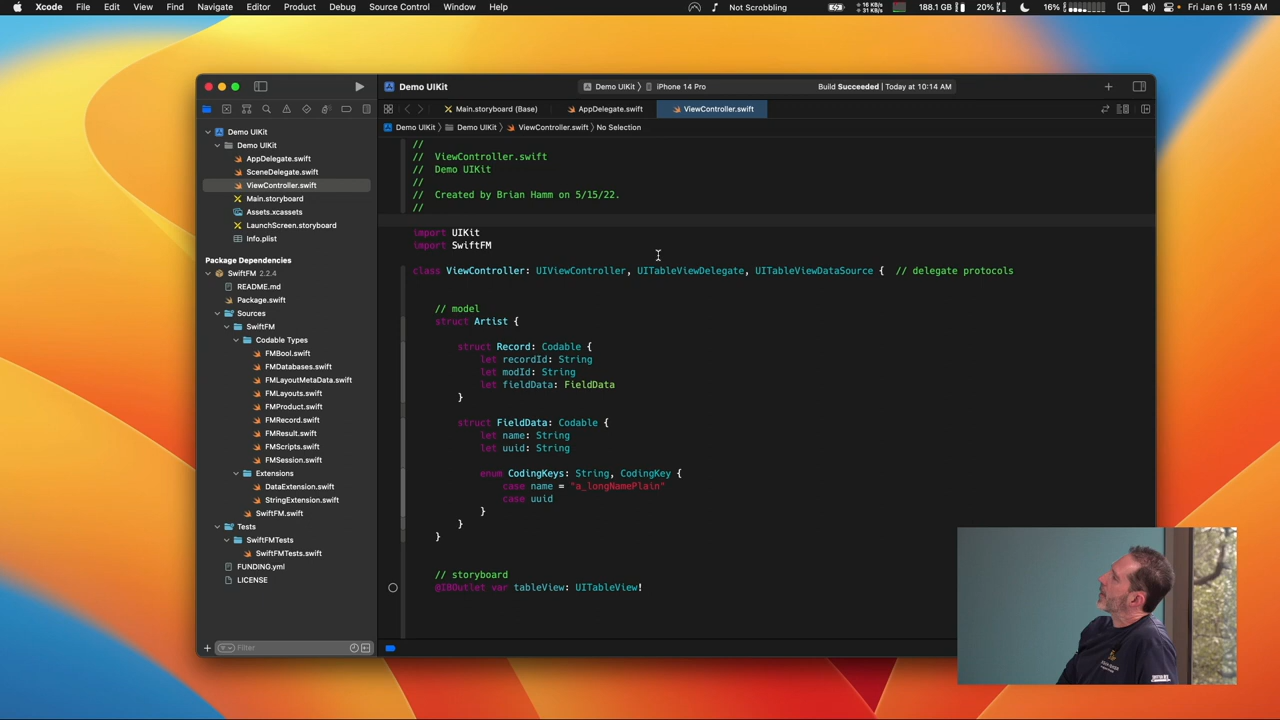 Xcode File Edit View Find Navigate Editor Product Debug Source Control Window Help Not Scrobbling 16 KB/s 31 KB/s 188.1 GB 20% 16% Fri Jan 6 11:59 AM
Demo UIKit Demo UIKit iPhone 14 Pro Build Succeeded | Today at 10:14 AM
Main.storyboard (Base) AppDelegate.swift ViewController.swift
Demo UIKit Demo UIKit ViewController.swift No Selection
Demo UIKit
Demo UIKit
AppDelegate.swift
SceneDelegate.swift
ViewController.swift
Main.storyboard
Assets.xcassets
LaunchScreen.storyboard
Info.plist
Package Dependencies
SwiftFM 2.2.4
README.md
Package.swift
Sources
SwiftFM
Codable Types
FMBool.swift
FMDatabases.swift
FMLayoutMetaData.swift
FMLayouts.swift
FMProduct.swift
FMRecord.swift
FMResult.swift
FMScripts.swift
FMSession.swift
Extensions
DataExtension.swift
StringExtension.swift
SwiftFM.swift
Tests
SwiftFMTests
SwiftFMTests.swift
FUNDING.yml
LICENSE
Filter
//
// ViewController.swift
// Demo UIKit
//
// Created by Brian Hamm on 5/15/22.
//
import UIKit
import SwiftFM
class ViewController: UIViewController, UITableViewDelegate, UITableViewDataSource { // delegate protocols
// model
struct Artist {
struct Record: Codable {
let recordId: String
let modId: String
let fieldData: FieldData
}
struct FieldData: Codable {
let name: String
let uuid: String
enum CodingKeys: String, CodingKey {
case name = "a_longNamePlain"
case uuid
}
}
}
// storyboard
@IBOutlet var tableView: UITableView!